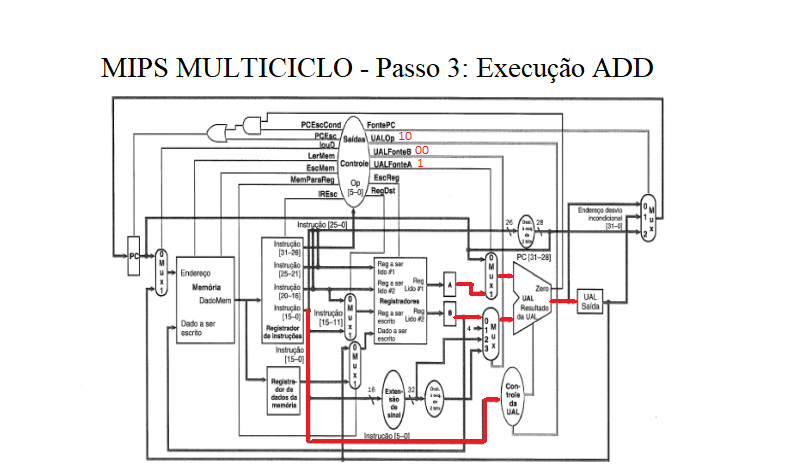 MIPS MULTICICLO - Passo 3: Execução ADD
PCEscCond
FontePC
PCEsc
Saídas
UALOp 10
IouD
UALFonteB 00
LerMem
Controle
UALFonteA 1
EscMem
EscReg
MemParaReg
Op
[5–0]
RegDst
IREsc
Instrução [25–0]
26
28
Desl.
à esq.
de
2 bits
Endereço desvio
incondicional
[31–0]
0
1
2
M
u
x
PC
0
M
u
x
1
Endereço
Memória
DadoMem
Dado a ser
escrito
Instrução
[31–26]
Instrução
[25–21]
Instrução
[20–16]
Instrução
[15–0]
Registrador
de instruções
Instrução
[15–0]
Registra-
dor de
dados da
memória
Instrução
[15–11]
0
M
u
x
1
0
M
u
x
1
Reg a ser
lido #1
Reg a ser
lido #2
Registradores
Reg a ser
escrito
Dado a ser
escrito
Reg
Lido #1
Reg
Lido #2
A
B
4
0
M
u
x
1
0
1
2
3
M
u
x
PC [31–28]
Zero
UAL
Resultado
da UAL
UAL
Saída
16
Exten-
são de
sinal
32
Desl.
à esq.
de
2 bits
Con-
trole
da
UAL
Instrução [5–0]